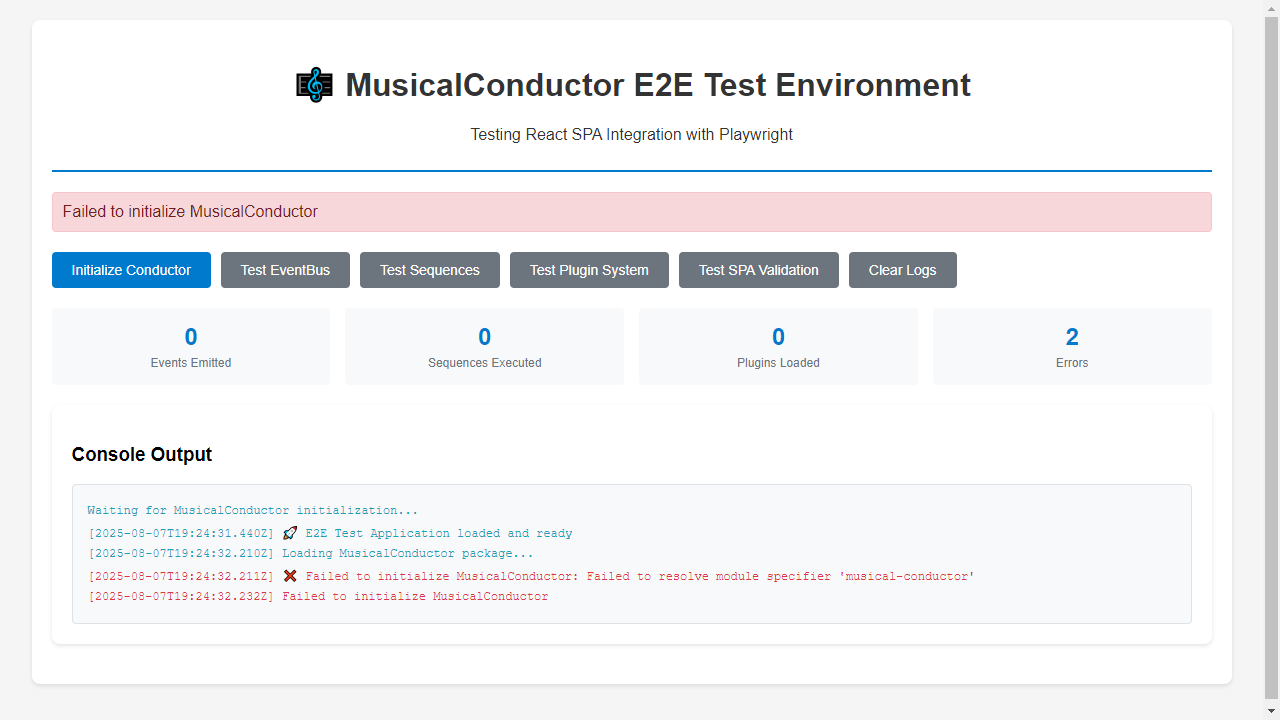 🎼 MusicalConductor E2E Test Environment
Testing React SPA Integration with Playwright
Failed to initialize MusicalConductor
Initialize Conductor Test EventBus Test Sequences Test Plugin System Test SPA Validation Clear Logs
0 0 0 2
Events Emitted Sequences Executed Plugins Loaded Errors
Console Output
Waiting for MusicalConductor initialization...
[2025-08-07T19:24:31.440Z] 🚀 E2E Test Application loaded and ready
[2025-08-07T19:24:32.210Z] Loading MusicalConductor package...
[2025-08-07T19:24:32.211Z] ❌ Failed to initialize MusicalConductor: Failed to resolve module specifier 'musical-conductor'
[2025-08-07T19:24:32.232Z] Failed to initialize MusicalConductor